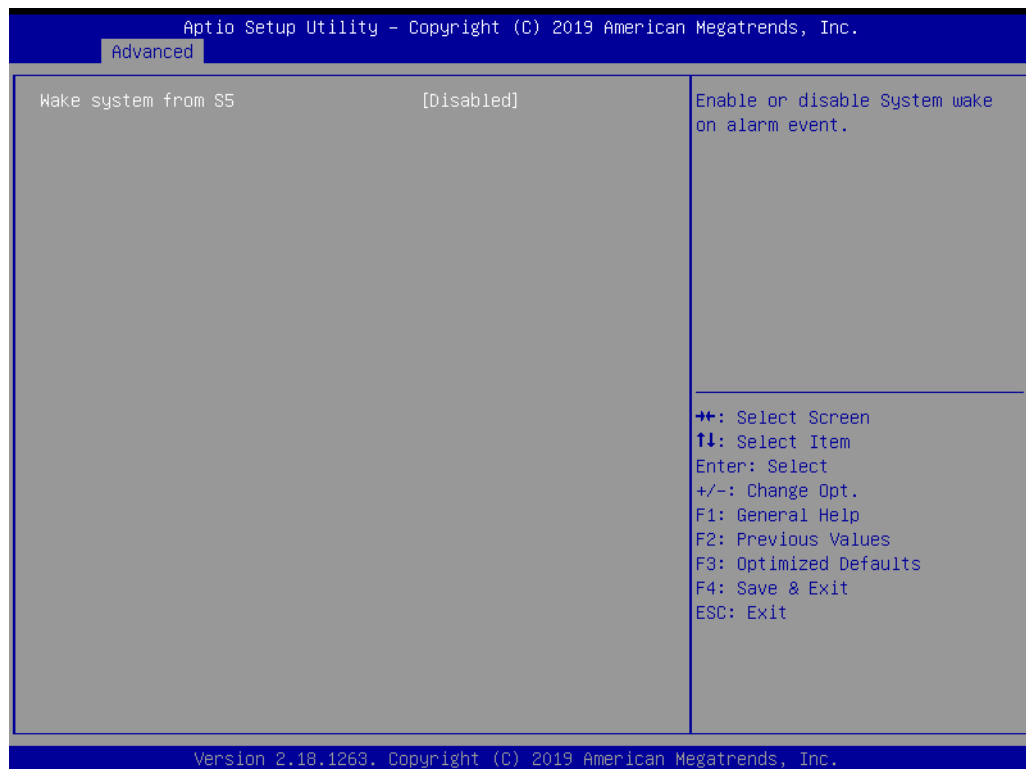 Aptio Setup Utility – Copyright (C) 2019 American Megatrends, Inc.
Advanced
Wake system from S5 [Disabled]
Enable or disable System wake
on alarm event.
→←: Select Screen
↑↓: Select Item
Enter: Select
+/-: Change Opt.
F1: General Help
F2: Previous Values
F3: Optimized Defaults
F4: Save & Exit
ESC: Exit
Version 2.18.1263. Copyright (C) 2019 American Megatrends, Inc.